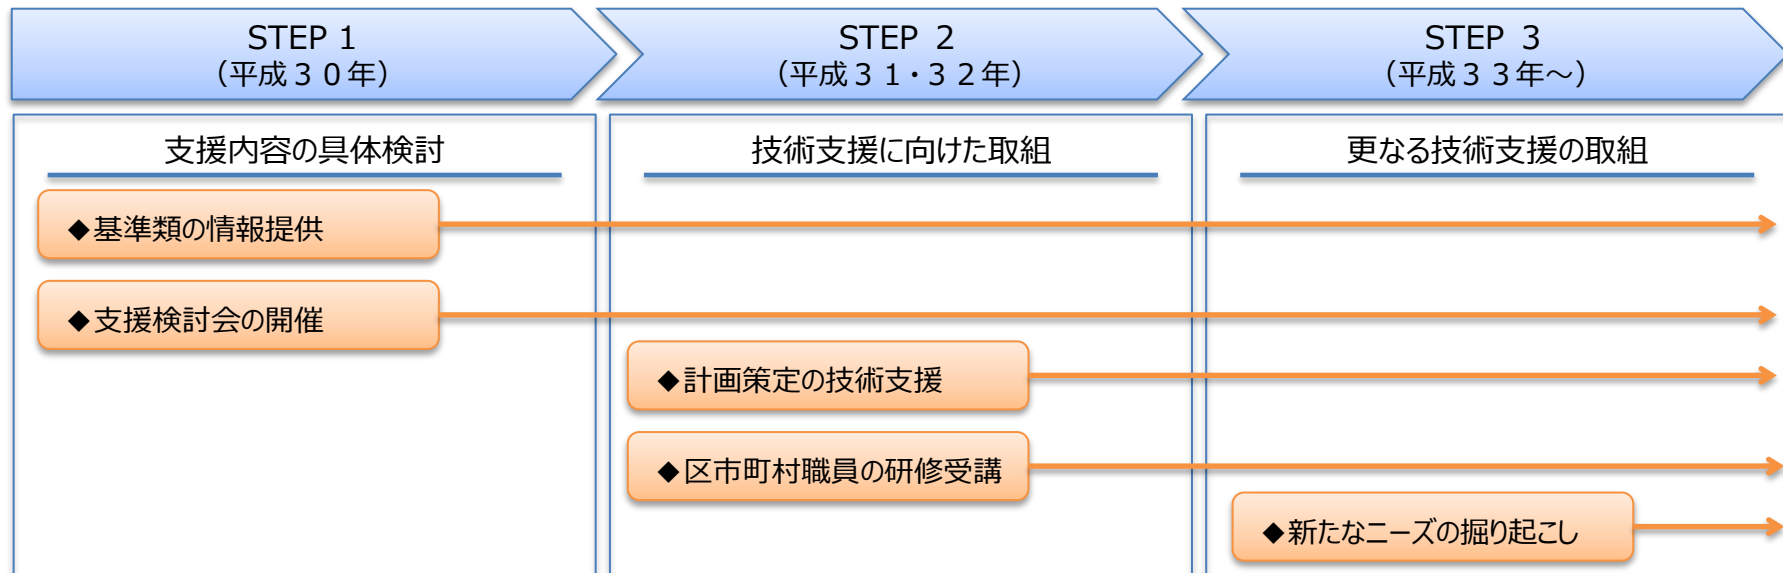 STEP 1
（平成３０年）
STEP ２
（平成３１・３２年）
STEP ３
（平成３３年～）
支援内容の具体検討
技術支援に向けた取組
更なる技術支援の取組
◆基準類の情報提供
◆支援検討会の開催
◆計画策定の技術支援
◆区市町村職員の研修受講
◆新たなニーズの掘り起こし